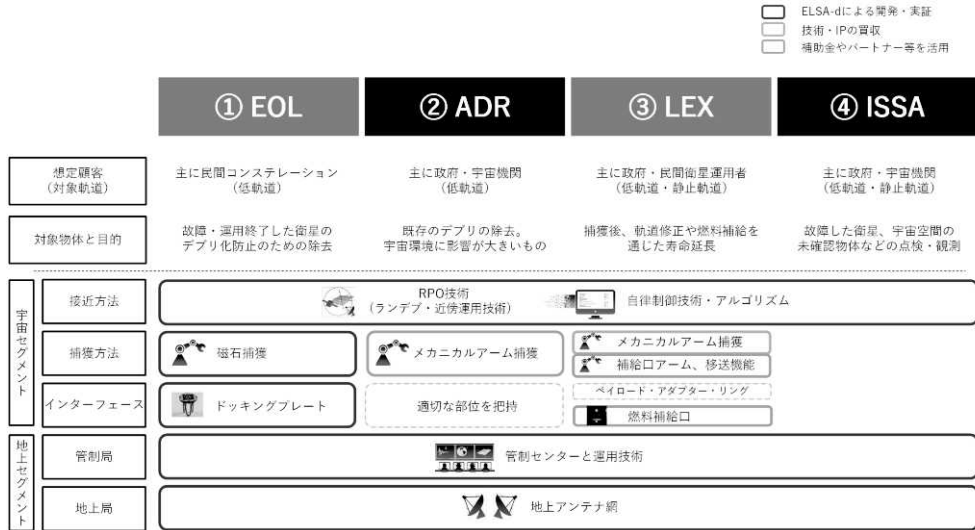 ELSA-dによる開発・実証
技術・IPの買収
補助金やパートナー等を活用
① EOL
② ADR
③ LEX
④ ISSA
想定顧客
(対象軌道)
主に民間コンステレーション
(低軌道)
主に政府・宇宙機関
(低軌道)
主に政府・民間衛星運用者
(低軌道・静止軌道)
主に政府・宇宙機関
(低軌道・静止軌道)
対象物体と目的
故障・運用終了した衛星の
デブリ化防止のための除去
既存のデブリの除去。
宇宙環境に影響が大きいもの
捕獲後、軌道修正や燃料補給を
通じた寿命延長
故障した衛星、宇宙空間の
未確認物体などの点検・観測
宇宙セグメント
接近方法
RPO技術
(ランデブ・近傍運用技術)
自律制御技術・アルゴリズム
捕獲方法
磁石捕獲
メカニカルアーム捕獲
メカニカルアーム捕獲
補給口アーム、移送機能
インターフェース
ドッキングプレート
適切な部位を把持
ペイロード・アダプター・リング
燃料補給口
地上セグメント
管制局
管制センターと運用技術
地上局
地上アンテナ網